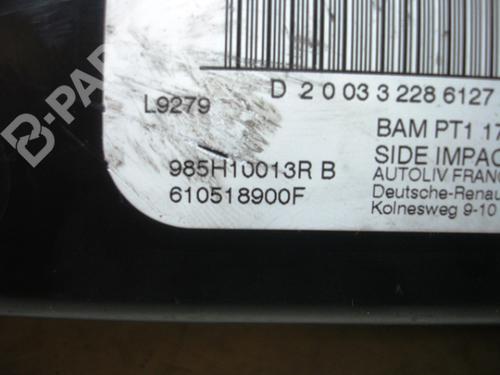 B-PARTS
D 2 0 03 3 228 6127
L9279
BAM PT1 17
985H10013R B
SIDE IMPAC
610518900F
AUTOLIV FRANC
Deutsche-Renau
Kolnesweg 9-10